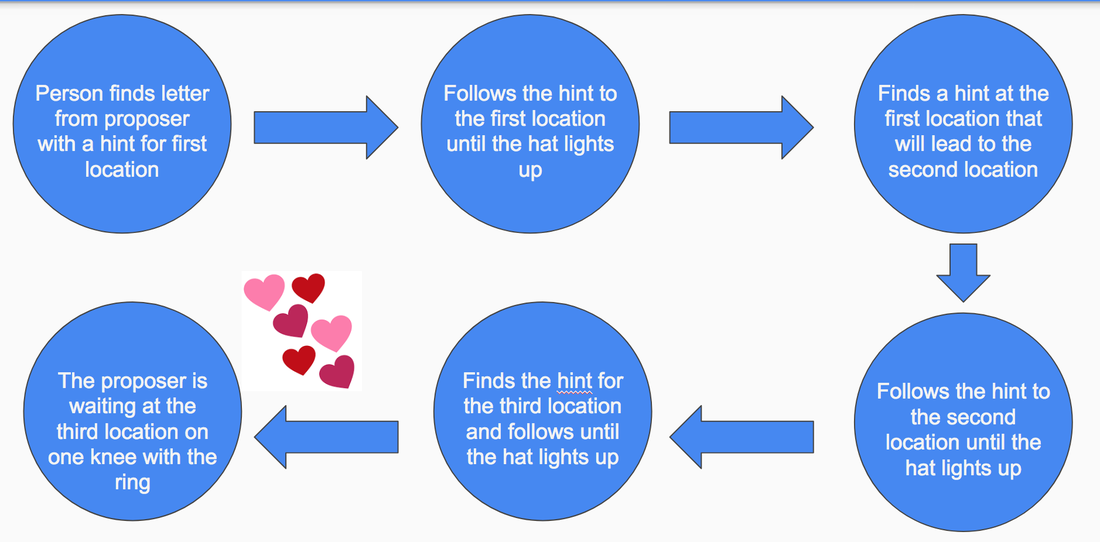 Person finds letter
from proposer
with a hint for first
location
Follows the hint to
the first location
until the hat lights
up
Finds a hint at the
first location that
will lead to the
second location
Follows the hint to
the second
location until the
hat lights up
Finds the hint for
the third location
and follows until
the hat lights up
The proposer is
waiting at the
third location on
one knee with the
ring